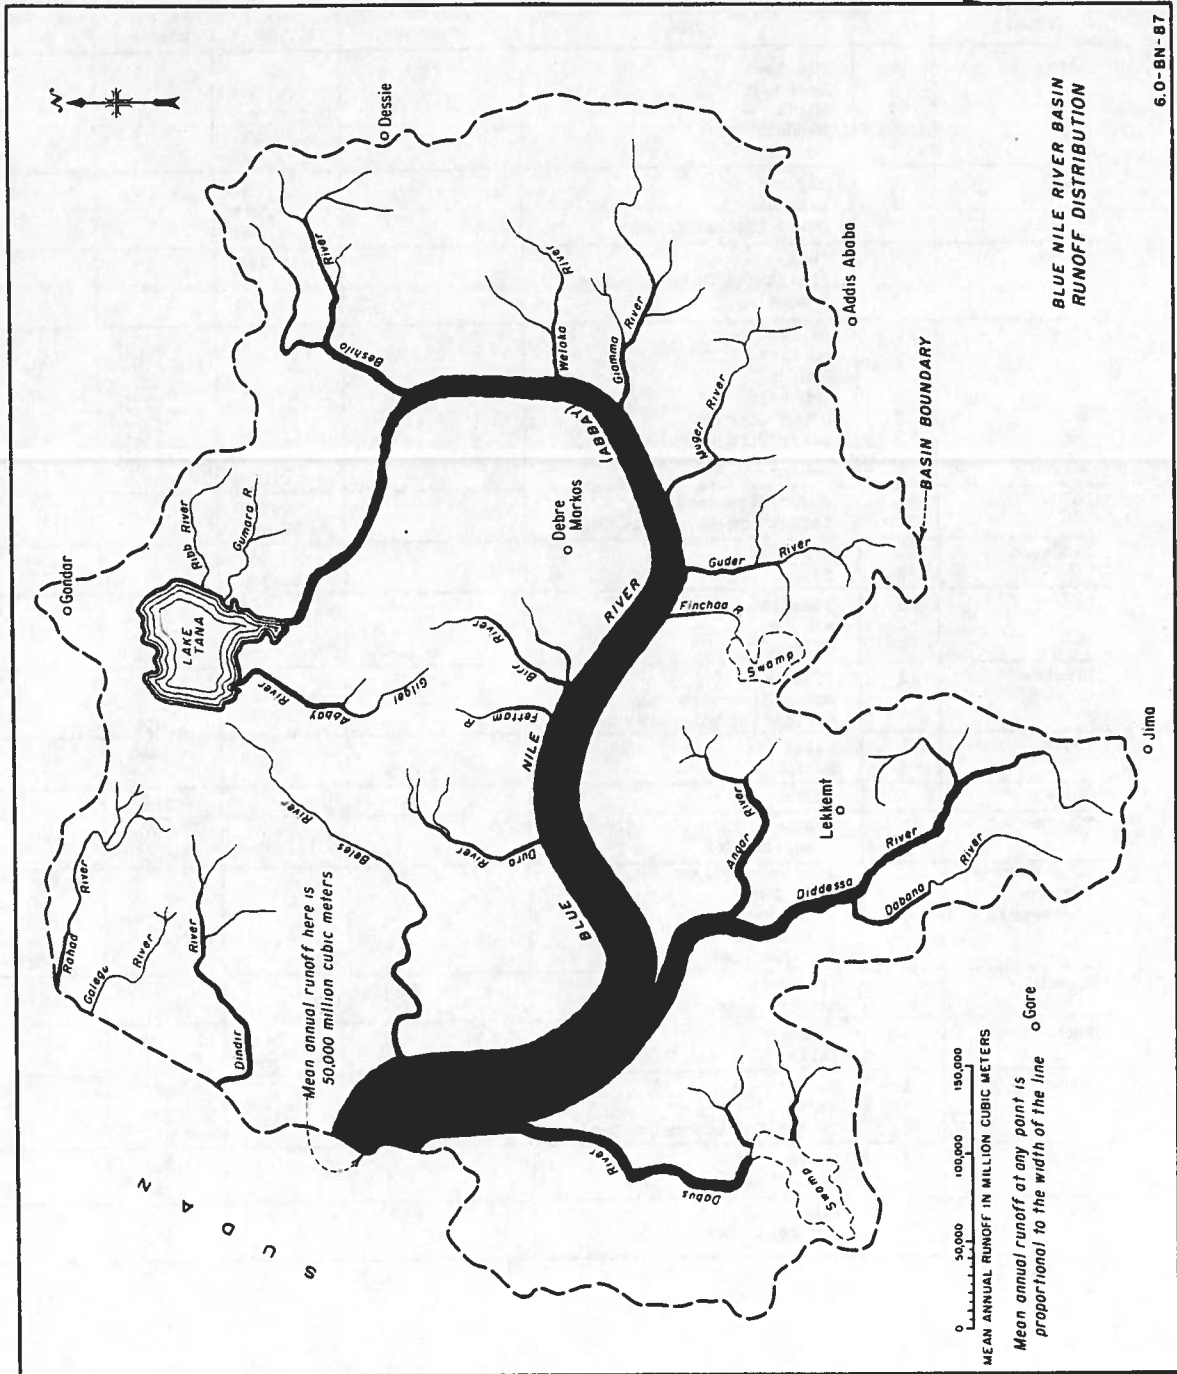 BLUE NILE RIVER BASIN
RUNOFF DISTRIBUTION
6.0-BN-87
N
SUDAN
Mean annual runoff here is
50,000 million cubic meters
Rahad River
Galegu River
Dindir River
Beles River
Gondar
LAKE
TANA
Ribb River
Gumara R
Gilgel Abbay River
Beshilo River
Dessie
Welaka River
Giamma River
Muger River
Addis Ababa
BASIN BOUNDARY
Debre
Markos
BLUE NILE RIVER (ABBAY)
Birr River
Fettam R
Dura River
Guder River
Finchaa R
Swamp
Angar River
Lekkemt
Diddessa River
Dabana River
Jima
Gore
Dabus River
Swamp
0 50,000 100,000 150,000
MEAN ANNUAL RUNOFF IN MILLION CUBIC METERS
Mean annual runoff at any point is
proportional to the width of the line